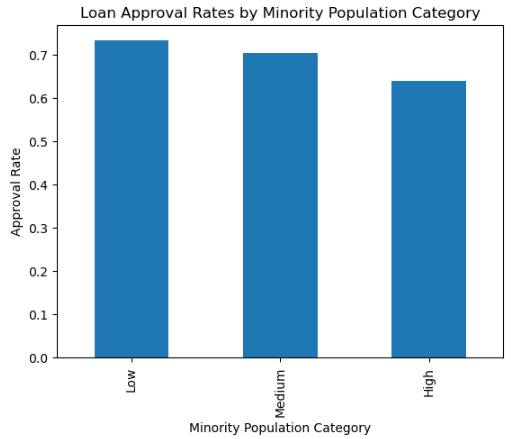 Loan Approval Rates by Minority Population Category
0.7
0.6
0.5
0.4
0.3
0.2
0.1
0.0
Approval Rate
Low
Medium
High
Minority Population Category